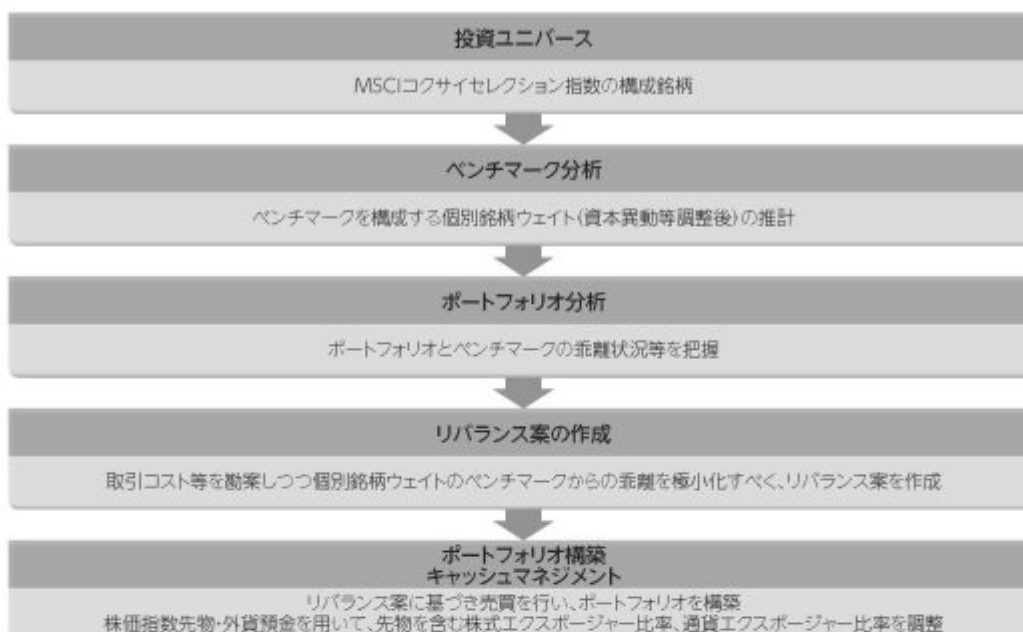 投資ユニバース
MSCIコクサイセレクション指数の構成銘柄
ベンチマーク分析
ベンチマークを構成する個別銘柄ウェイト(資本異動等調整後)の推計
ポートフォリオ分析
ポートフォリオとベンチマークの乖離状況等を把握
リバランス案の作成
取引コスト等を勘案しつつ個別銘柄ウェイトのベンチマークからの乖離を極小化すべく、リバランス案を作成
ポートフォリオ構築
キャッシュマネジメント
リバランス案に基づき売買を行い、ポートフォリオを構築
株価指数先物・外貨預金を用いて、先物を含む株式エクスポージャー比率、通貨エクスポージャー比率を調整